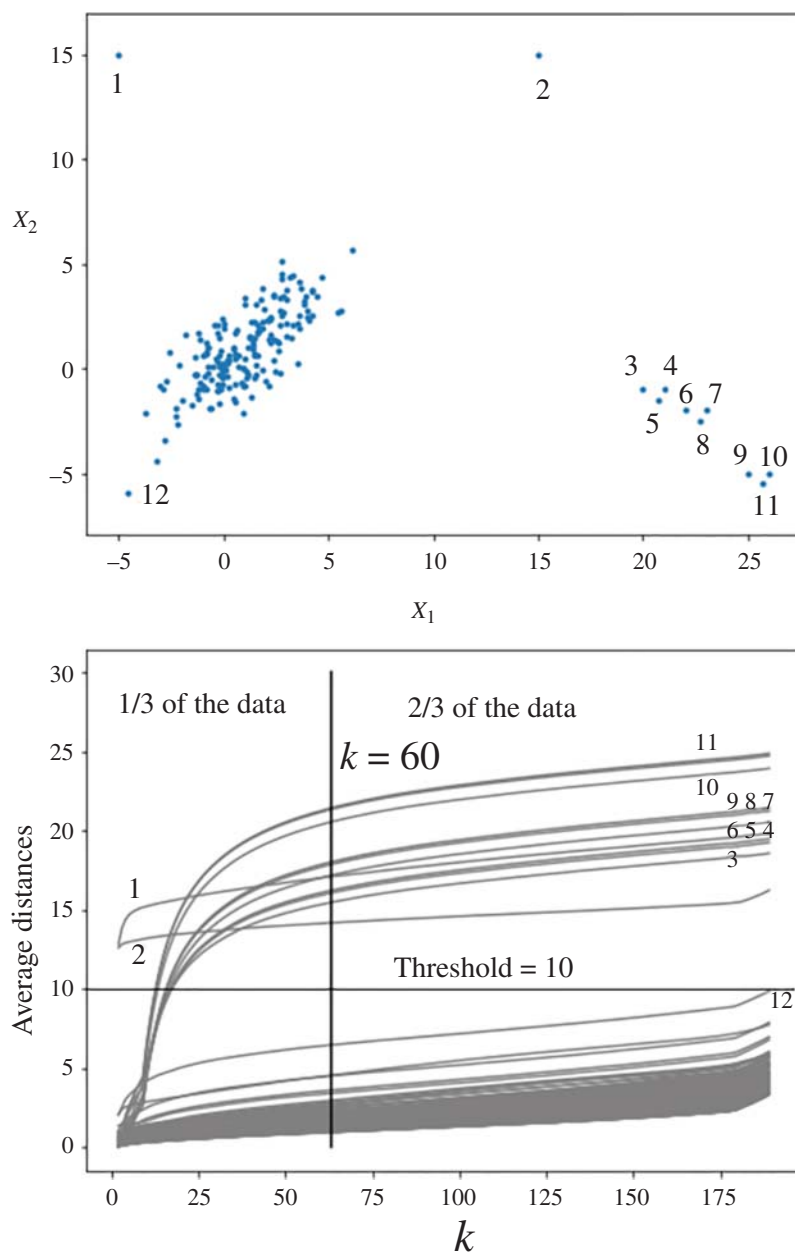 15
1
2
10
X₂
5
0
3 4
6 7
5
8
−5
12
9 10
11
−5 0 5 10 15 20 25
X₁
30
1/3 of the data
2/3 of the data
k = 60
11
25
10
9 8 7
20
6 5 4
3
1
15
2
Average distances
Threshold = 10
10
12
5
0
0 25 50 75 100 125 150 175
k